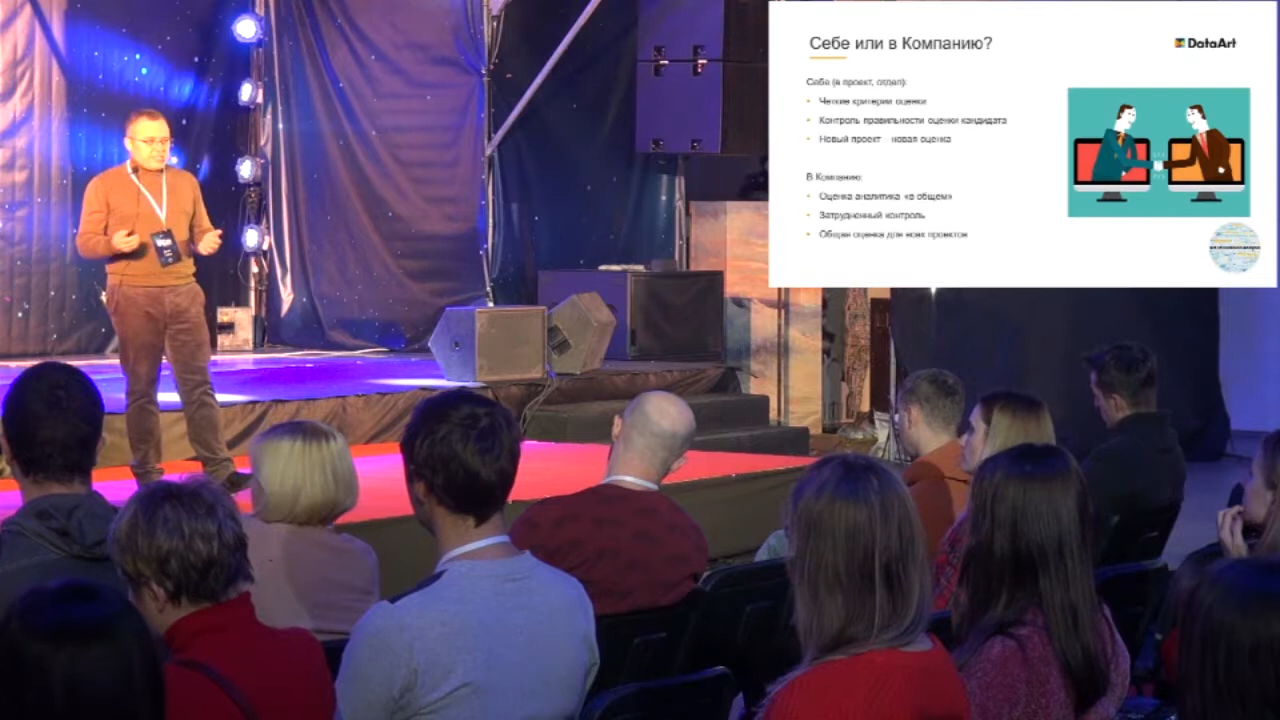 Себе или в Компанию?
DataArt
Себе (в проект, отдел):
Четкие критерии оценки
Контроль правильности оценки кандидата
Новый проект – новая оценка
В Компанию:
Оценка аналитика «в общем»
Затрудненный контроль
Общая оценка для всех проектов